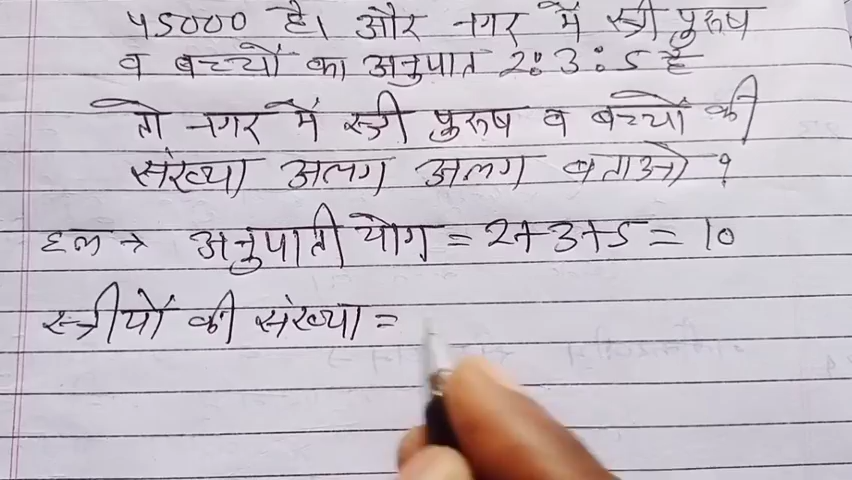 45000 है। और नगर में स्त्री पुरूष
व बच्चों का अनुपात 2:3:5 है
तो नगर में स्त्री पुरूष व बच्चों की
संख्या अलग अलग बताओ ?
हल → अनुपाती योग = 2+3+5 = 10
स्त्रीयों की संख्या =